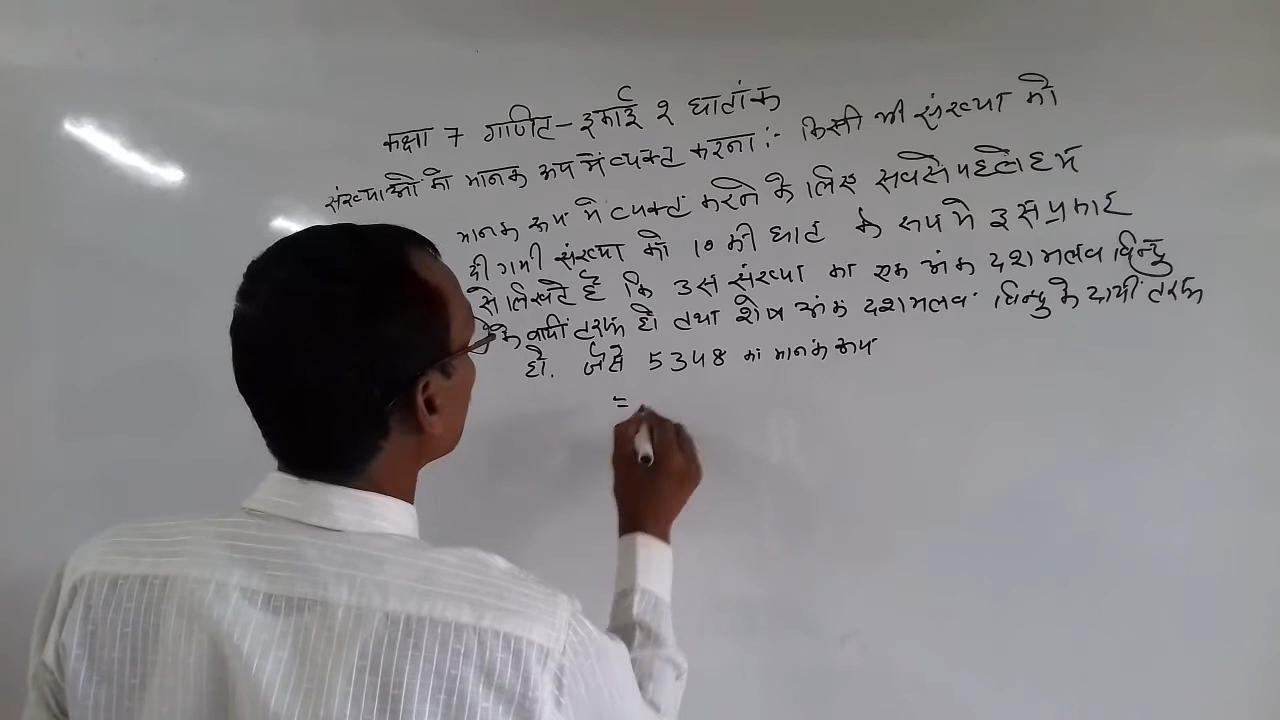 कक्षा 7 गणित - इकाई 2 घातांक
संख्याओं को मानक रूप में व्यक्त करना :- किसी भी संख्या को
मानक रूप में व्यक्त करने के लिए सबसे पहले हम
दी गयी संख्या को 10 की घात के रूप में इस प्रकार
से लिखते हैं कि उस संख्या का एक अंक दशमलव बिन्दु
के बायीं तरफ हो तथा शेष अंक दशमलव बिन्दु के दायीं तरफ
हो. जैसे 5348 का मानक रूप
=